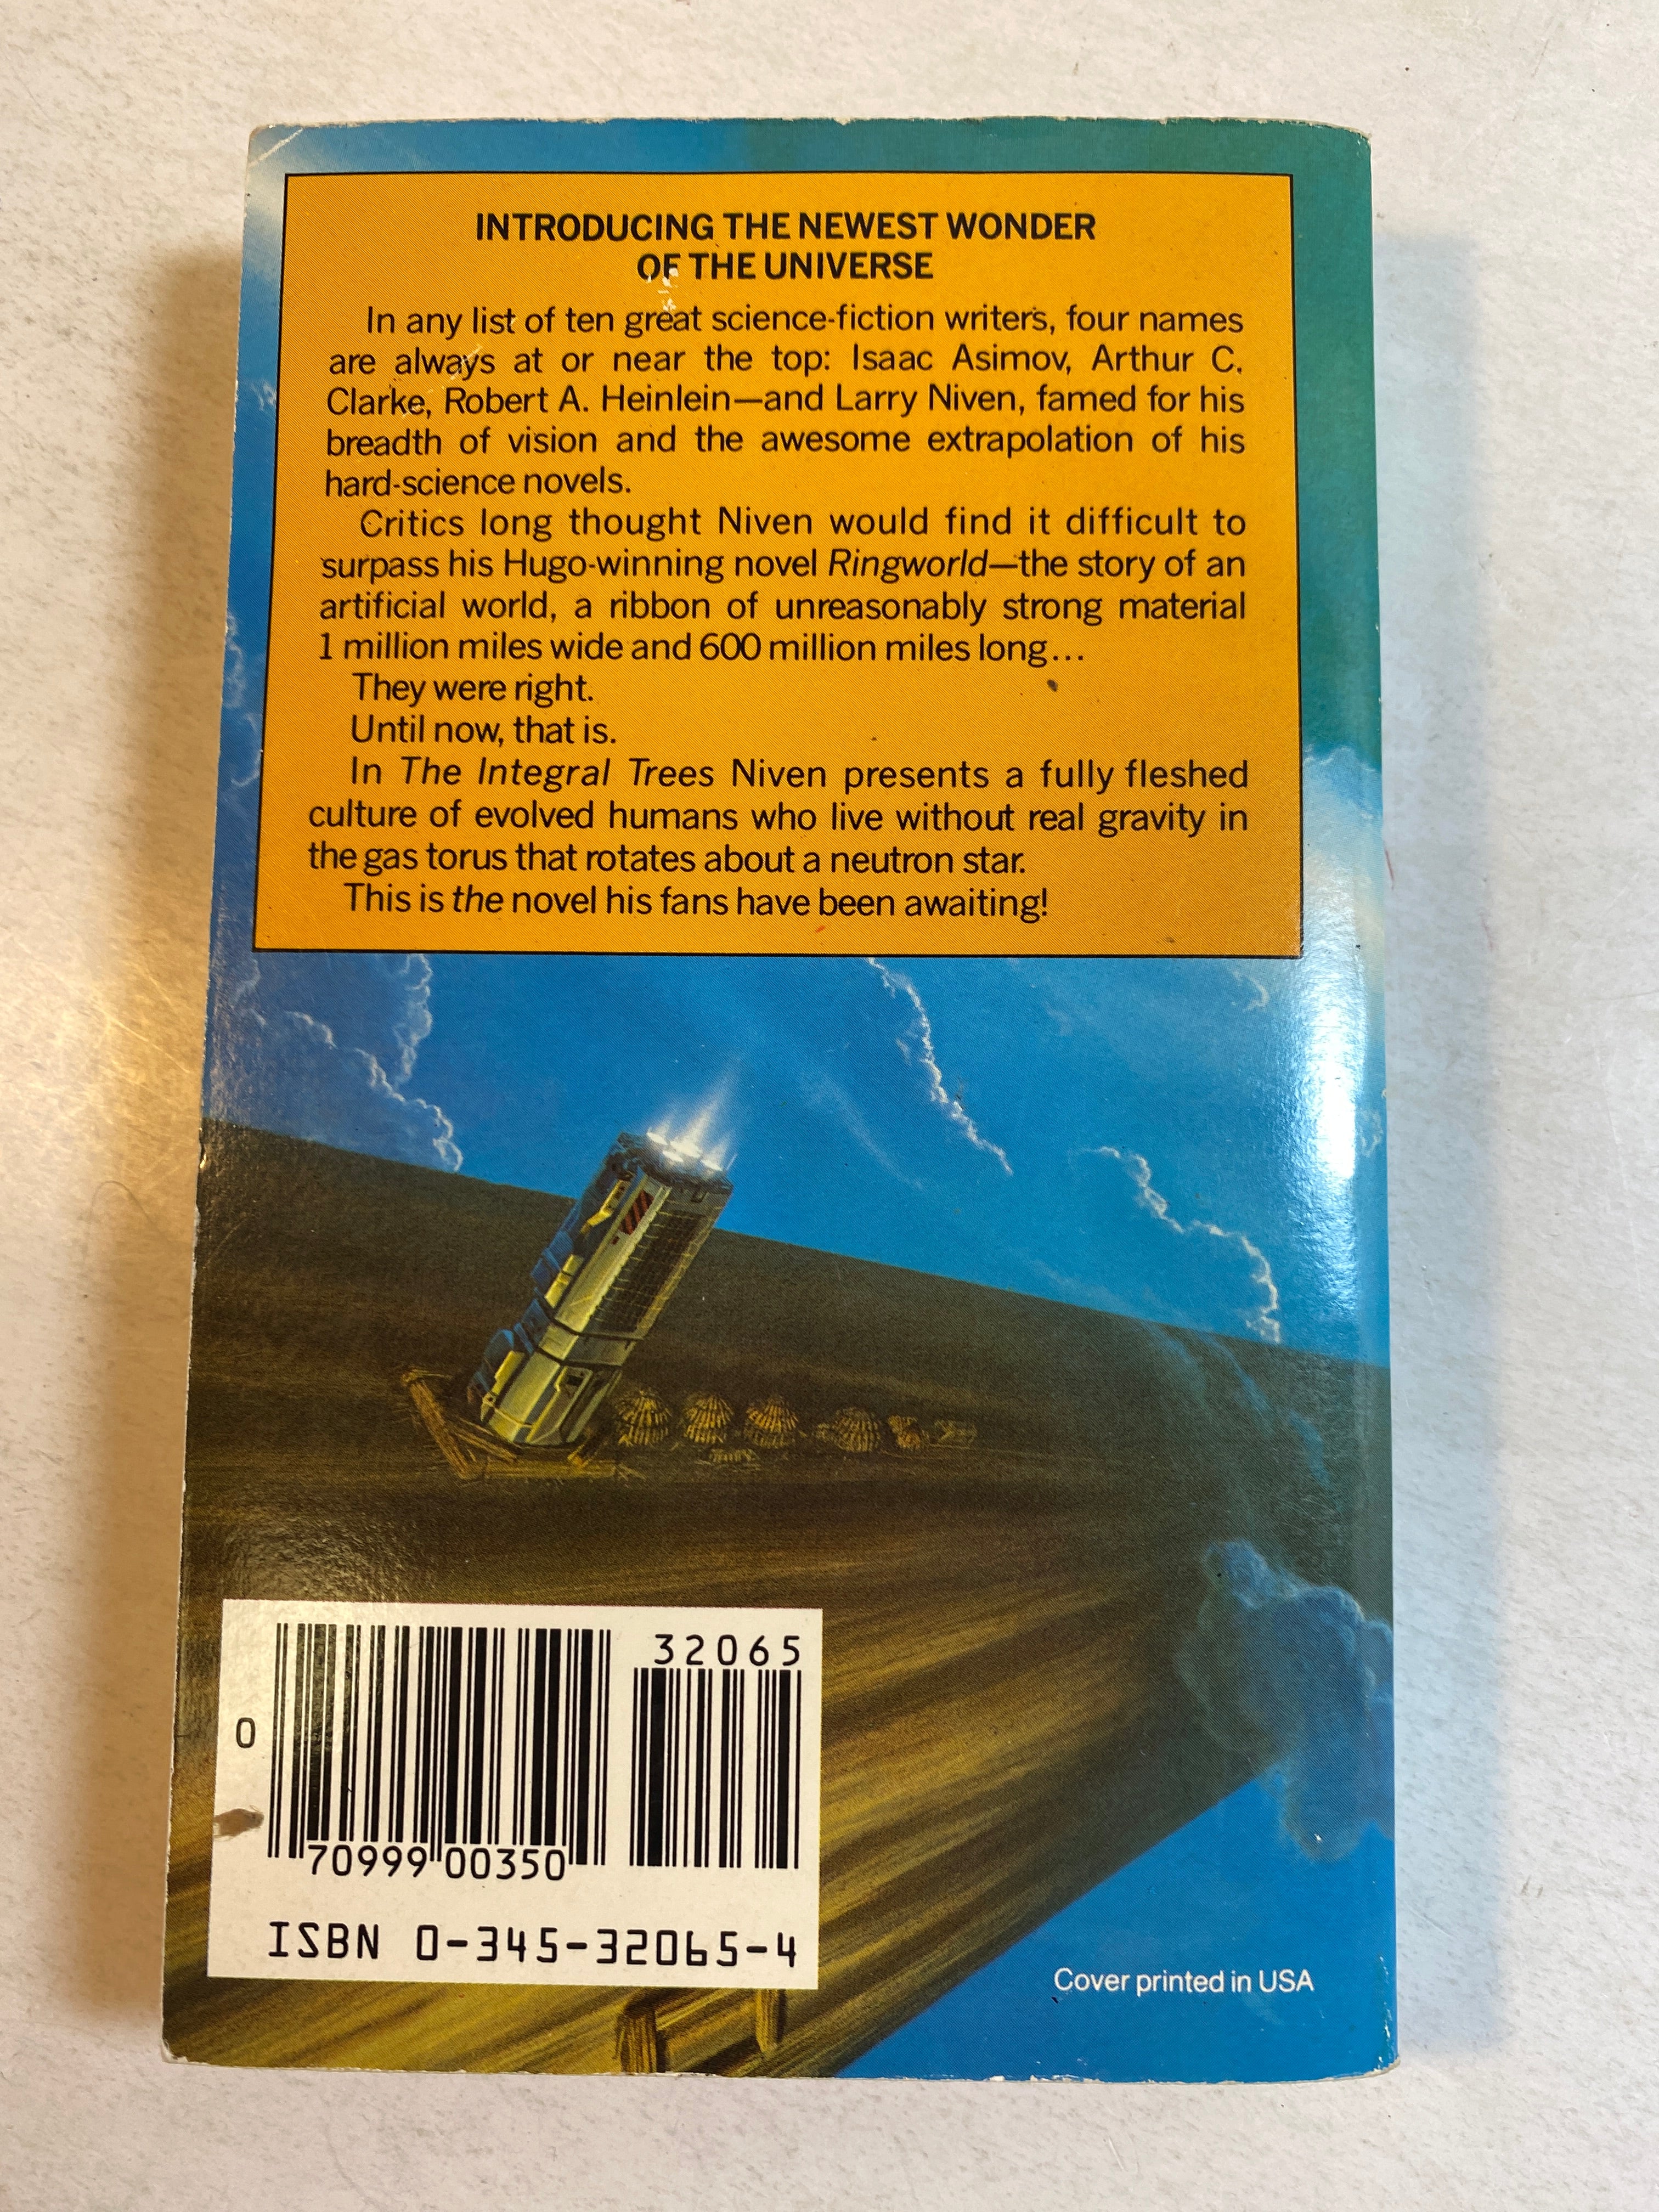 INTRODUCING THE NEWEST WONDER
OF THE UNIVERSE
In any list of ten great science-fiction writers, four names
are always at or near the top: Isaac Asimov, Arthur C.
Clarke, Robert A. Heinlein—and Larry Niven, famed for his
breadth of vision and the awesome extrapolation of his
hard-science novels.
Critics long thought Niven would find it difficult to
surpass his Hugo-winning novel Ringworld—the story of an
artificial world, a ribbon of unreasonably strong material
1 million miles wide and 600 million miles long...
They were right.
Until now, that is.
In The Integral Trees Niven presents a fully fleshed
culture of evolved humans who live without real gravity in
the gas torus that rotates about a neutron star.
This is the novel his fans have been awaiting!
32065
0
70999 00350
ISBN 0-345-32065-4
Cover printed in USA